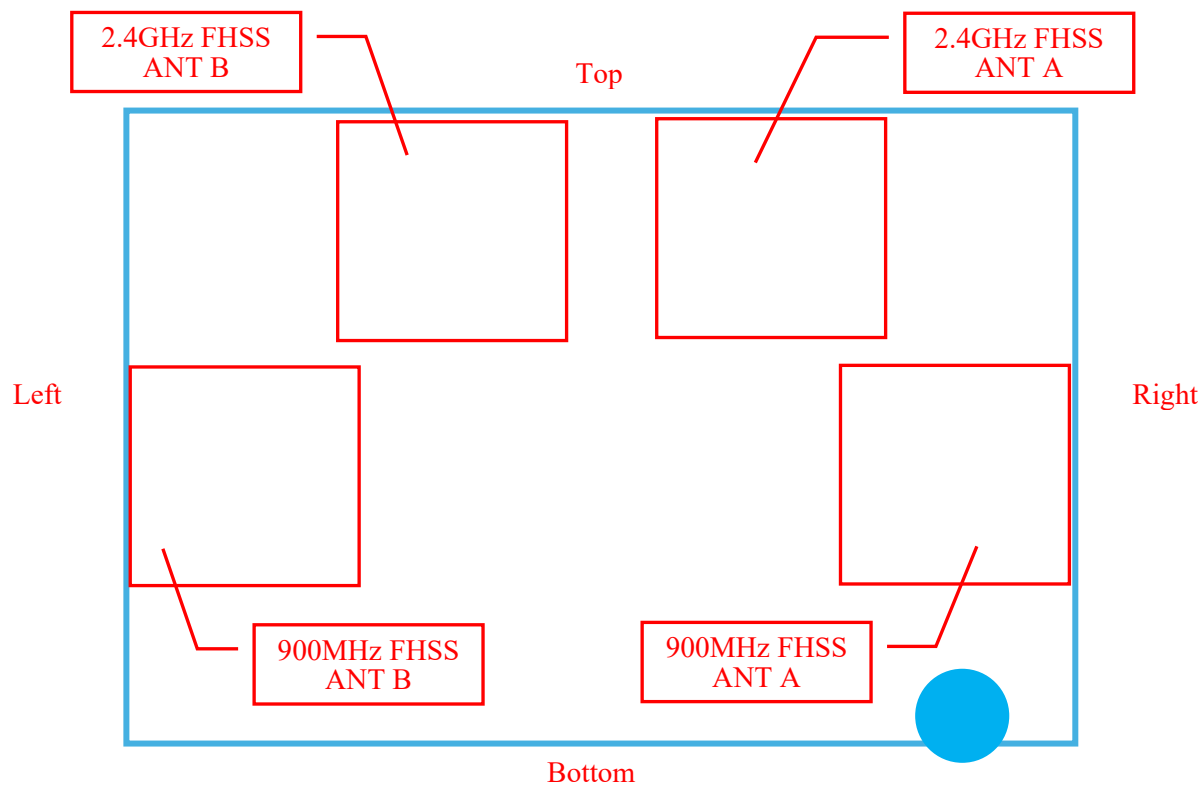 2.4GHz FHSS
ANT B
2.4GHz FHSS
ANT A
Top
Left
Right
900MHz FHSS
ANT B
900MHz FHSS
ANT A
Bottom